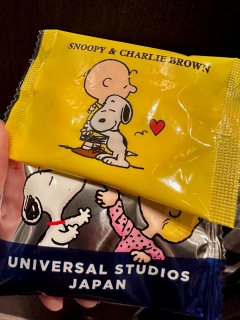 SNOOPY & CHARLIE BROWN
UNIVERSAL STUDIOS
JAPAN